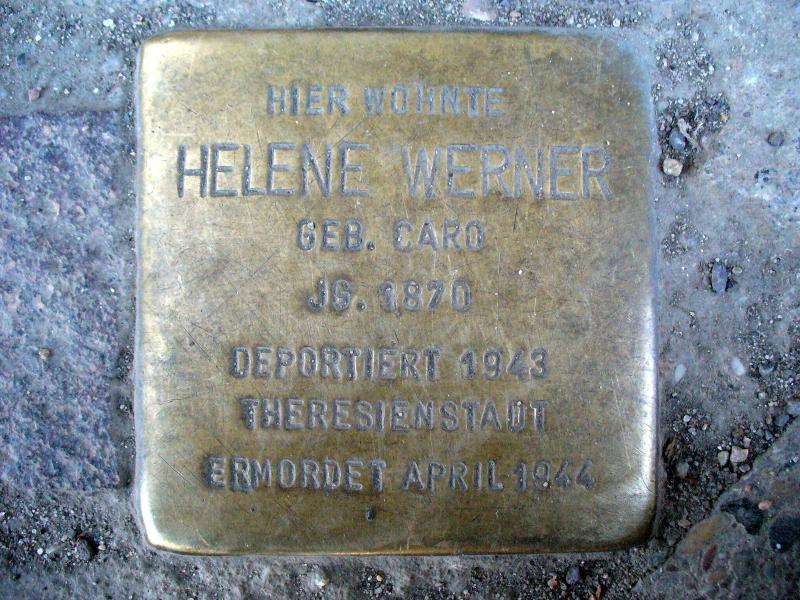 HIER WOHNTE
HELENE WERNER
GEB. CARO
JG. 1870
DEPORTIERT 1943
THERESIENSTADT
ERMORDET APRIL 1944